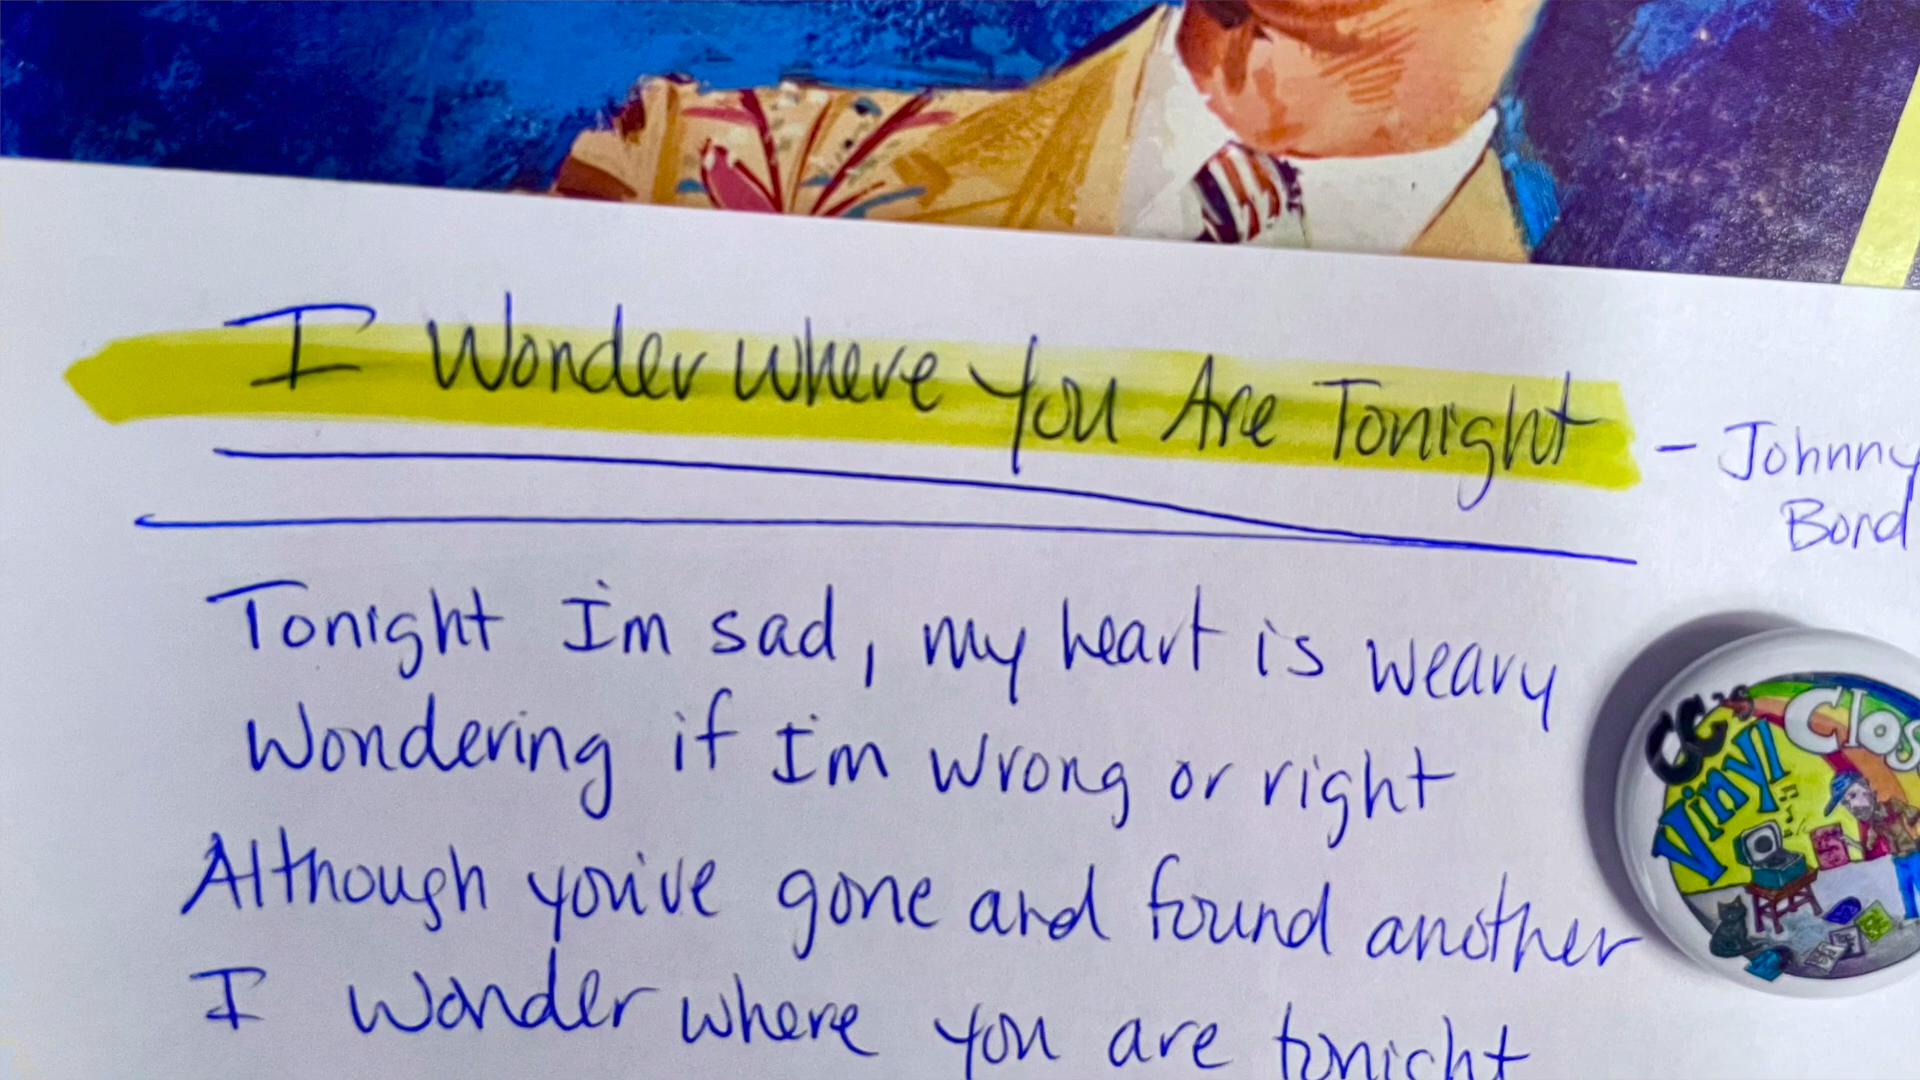 I Wonder Where You Are Tonight
- Johnny
Bond
Tonight I'm sad, my heart is weary
Wondering if I'm wrong or right
Although you've gone and found another
I wonder where you are tonight
CC's
Vinyl
Clos